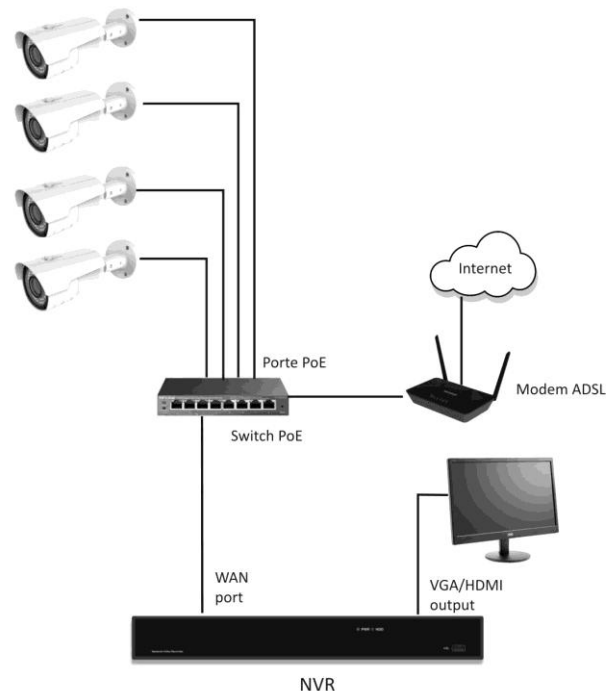 Internet
Porte PoE
Modem ADSL
Switch PoE
WAN
port
VGA/HDMI
output
NVR